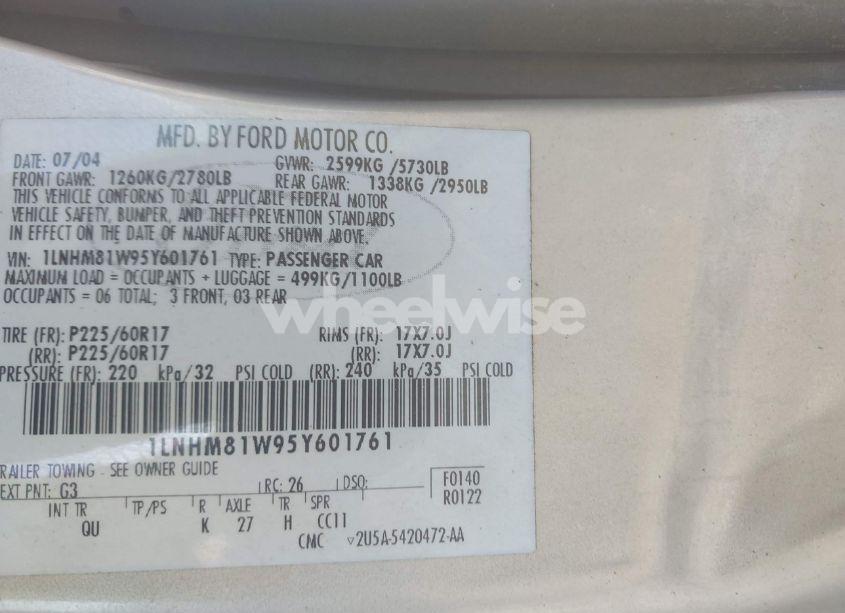 MFD. BY FORD MOTOR CO.
DATE: 07/04 GVWR: 2599KG /5730LB
FRONT GAWR: 1260KG/2780LB REAR GAWR: 1338KG/2950LB
THIS VEHICLE CONFORMS TO ALL APPLICABLE FEDERAL MOTOR
VEHICLE SAFETY, BUMPER, AND THEFT PREVENTION STANDARDS
IN EFFECT ON THE DATE OF MANUFACTURE SHOWN ABOVE.
VIN: 1LNHM81W95Y601761 TYPE: PASSENGER CAR
MAXIMUM LOAD = OCCUPANTS + LUGGAGE = 499KG/1100LB
OCCUPANTS = 06 TOTAL; 3 FRONT, 03 REAR
wheelwise
TIRE (FR): P225/60R17 RIMS (FR): 17X7.0J
(RR): P225/60R17 (RR): 17X7.0J
PRESSURE (FR): 220 kPa/32 PSI COLD (RR): 240 kPa/35 PSI COLD
1LNHM81W95Y601761
RAILER TOWING - SEE OWNER GUIDE
EXT PNT: G3 RC: 26 DSO: F0140
R0122
INT TR TP/PS R AXLE TR SPR
QU K 27 H CC11
CMC ▽2U5A-5420472-AA